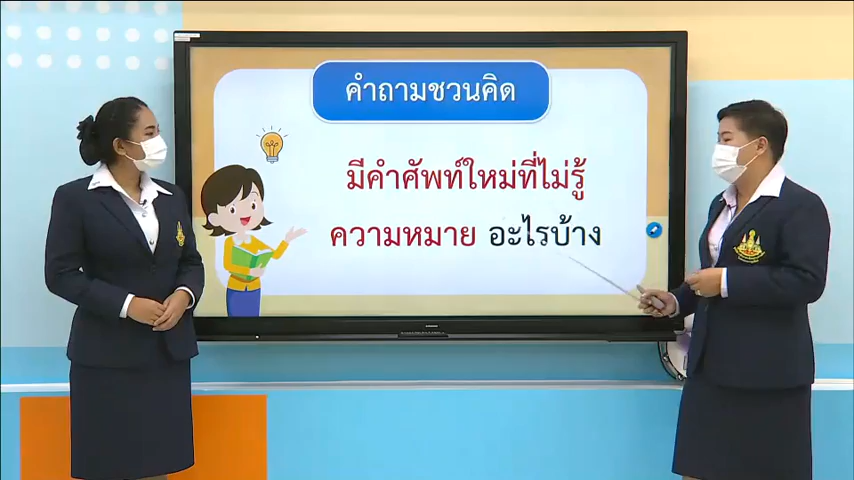 คำถามชวนคิด
มีคำศัพท์ใหม่ที่ไม่รู้
ความหมาย อะไรบ้าง